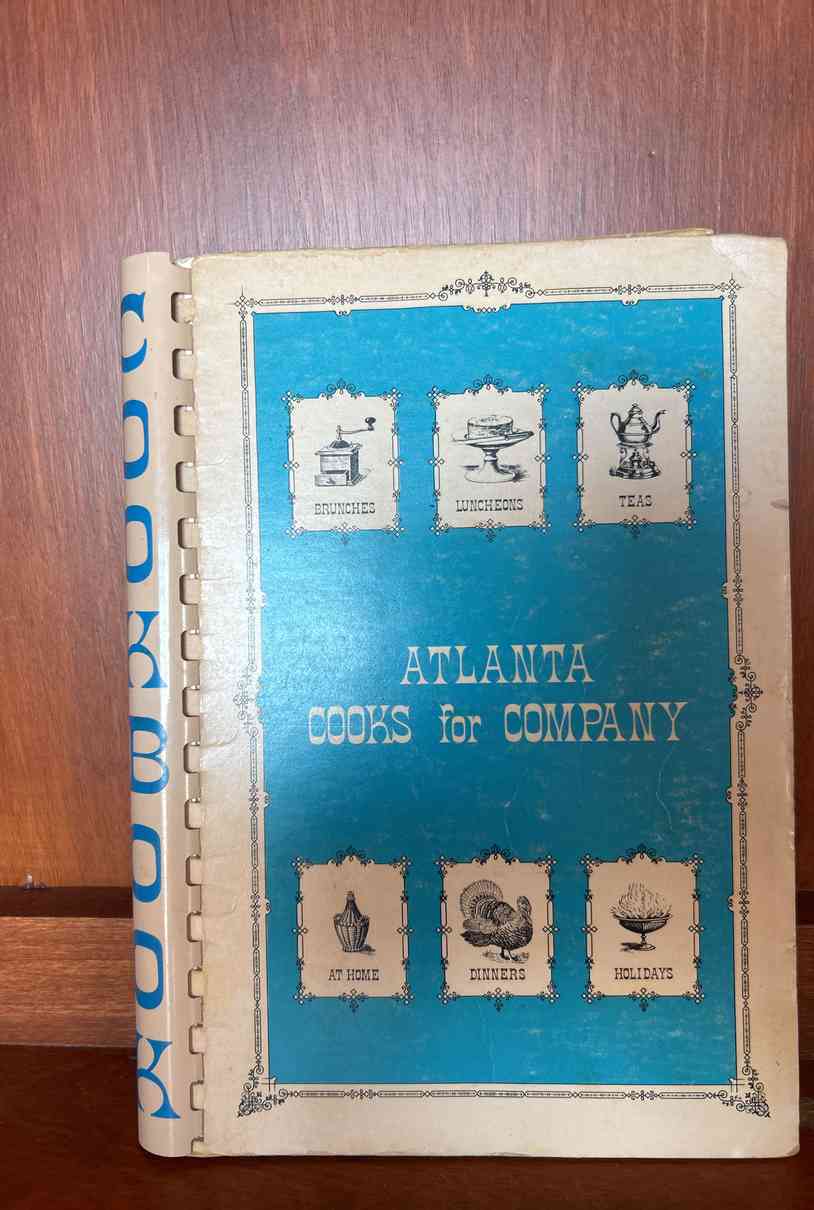 COOKBOOK
BRUNCHES
LUNCHEONS
TEAS
ATLANTA
COOKS for COMPANY
AT HOME
DINNERS
HOLIDAYS